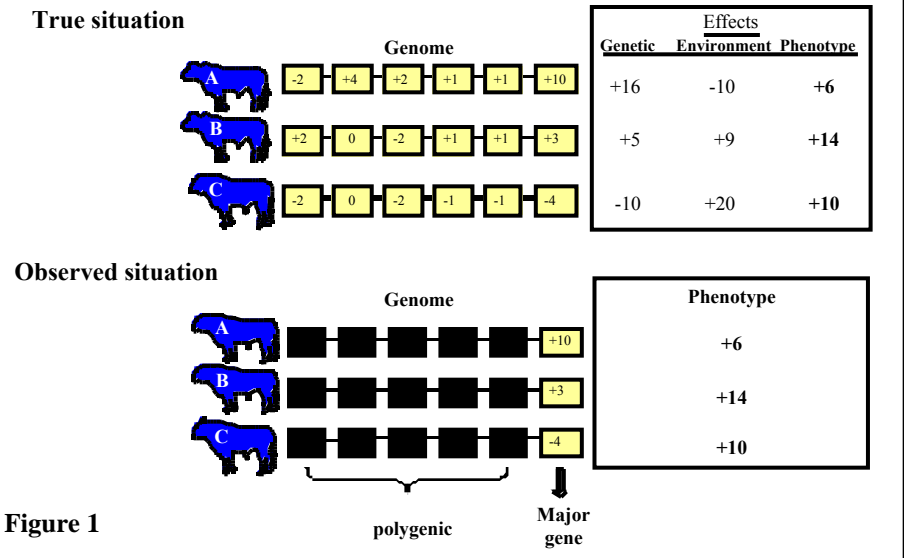 True situation
Effects
Genome
Genetic Environment Phenotype
A -2 +4 +2 +1 +1 +10 +16 -10 +6
B +2 0 -2 +1 +1 +3 +5 +9 +14
C -2 0 -2 -1 -1 -4 -10 +20 +10
Observed situation
Genome Phenotype
A +10 +6
B +3 +14
C -4 +10
polygenic
Major
gene
Figure 1